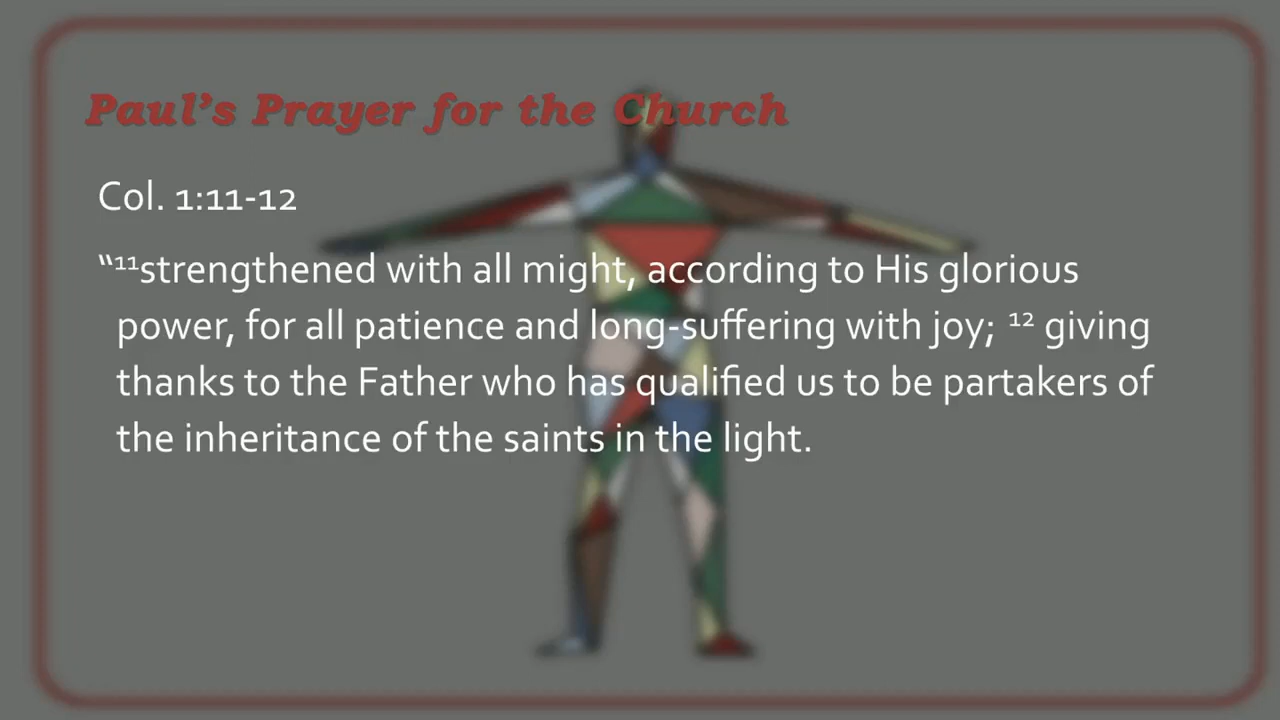 Paul’s Prayer for the Church
Col. 1:11-12
“¹¹strengthened with all might, according to His glorious
power, for all patience and long-suffering with joy; ¹² giving
thanks to the Father who has qualified us to be partakers of
the inheritance of the saints in the light.